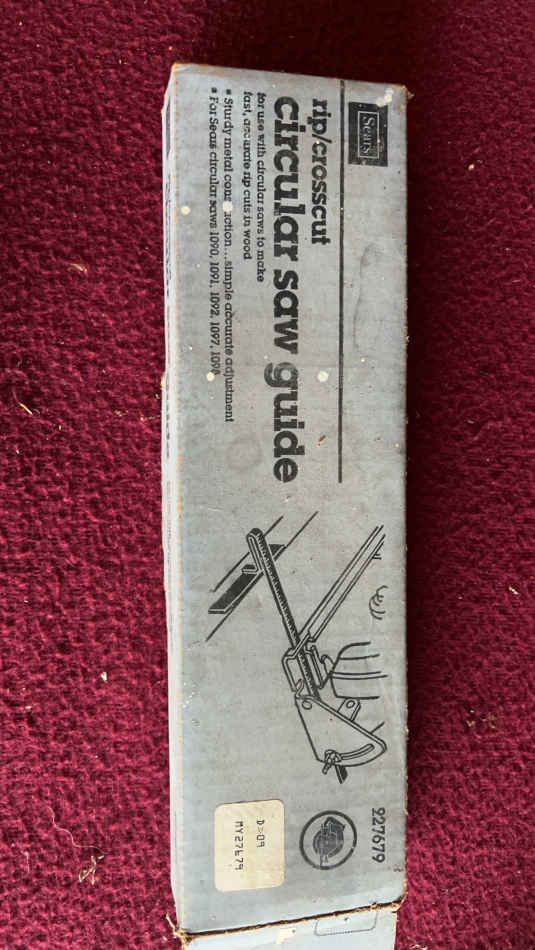 Sears
rip/crosscut
circular saw guide
for use with circular saws to make
fast, accurate rip cuts in wood
• Sturdy metal construction...simple accurate adjustment
• For Sears circular saws 1090, 1091, 1092, 1097, 1098
927679
D=09
MY27679